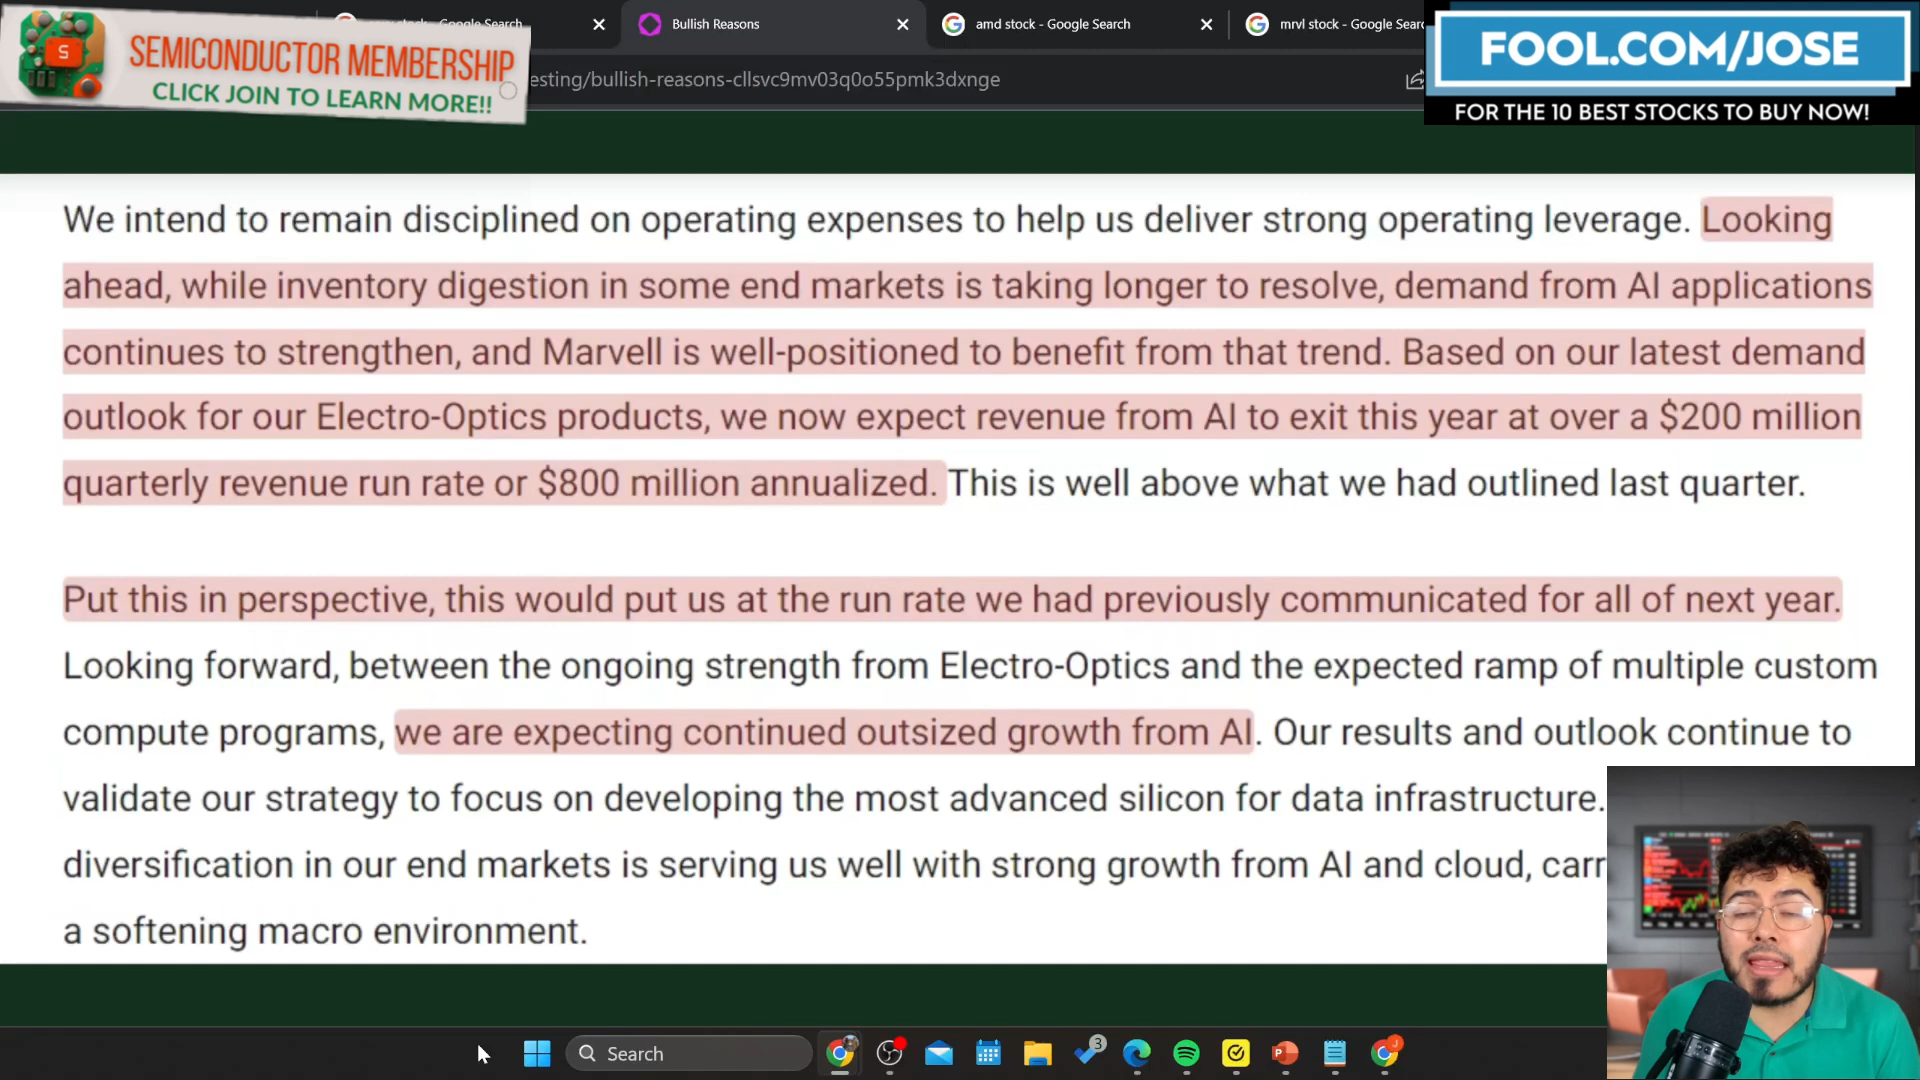 Google Search
Bullish Reasons
amd stock - Google Search
mrvl stock - Google Sear
S
SEMICONDUCTOR MEMBERSHIP
CLICK JOIN TO LEARN MORE!!
esting/bullish-reasons-cllsvc9mv03q0o55pmk3dxnge
FOOL.COM/JOSE
FOR THE 10 BEST STOCKS TO BUY NOW!
We intend to remain disciplined on operating expenses to help us deliver strong operating leverage. Looking
ahead, while inventory digestion in some end markets is taking longer to resolve, demand from AI applications
continues to strengthen, and Marvell is well-positioned to benefit from that trend. Based on our latest demand
outlook for our Electro-Optics products, we now expect revenue from AI to exit this year at over a $200 million
quarterly revenue run rate or $800 million annualized. This is well above what we had outlined last quarter.
Put this in perspective, this would put us at the run rate we had previously communicated for all of next year.
Looking forward, between the ongoing strength from Electro-Optics and the expected ramp of multiple custom
compute programs, we are expecting continued outsized growth from AI. Our results and outlook continue to
validate our strategy to focus on developing the most advanced silicon for data infrastructure.
diversification in our end markets is serving us well with strong growth from AI and cloud, carr
a softening macro environment.
Search
3
P
J